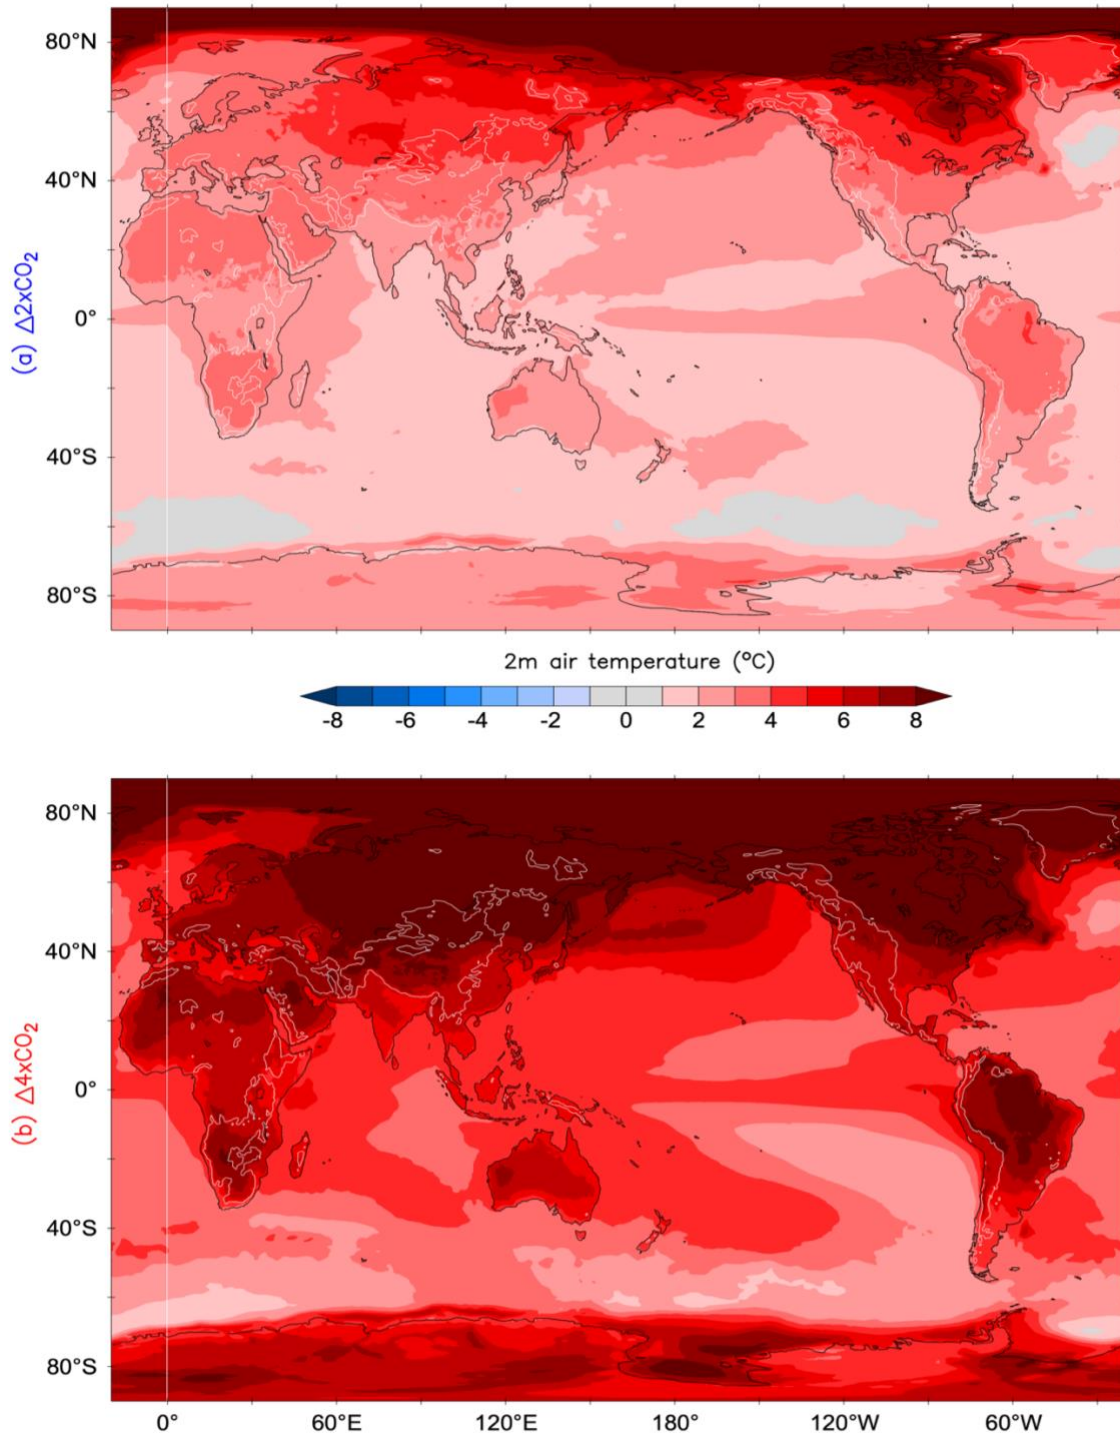 80°N
40°N
0°
40°S
80°S
(a) Δ2xCO₂
2m air temperature (°C)
-8 -6 -4 -2 0 2 4 6 8
80°N
40°N
0°
40°S
80°S
(b) Δ4xCO₂
0° 60°E 120°E 180° 120°W 60°W